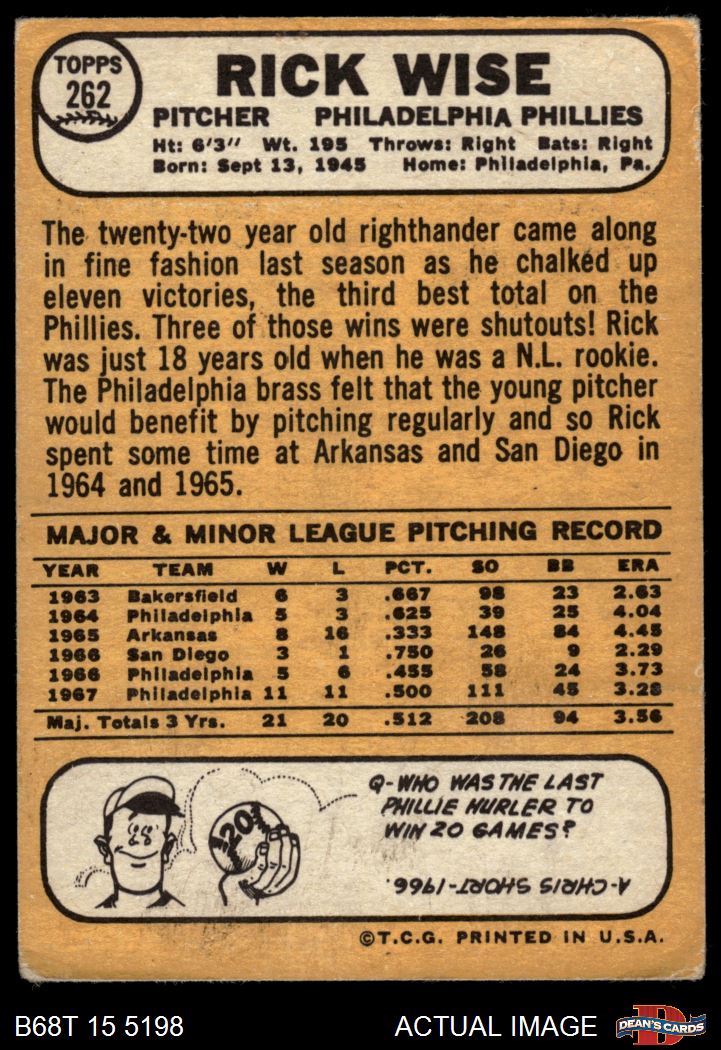 TOPPS
262
RICK WISE
PITCHER PHILADELPHIA PHILLIES
Ht: 6'3" Wt. 195 Throws: Right Bats: Right
Born: Sept 13, 1945 Home: Philadelphia, Pa.
The twenty-two year old righthander came along
in fine fashion last season as he chalked up
eleven victories, the third best total on the
Phillies. Three of those wins were shutouts! Rick
was just 18 years old when he was a N.L. rookie.
The Philadelphia brass felt that the young pitcher
would benefit by pitching regularly and so Rick
spent some time at Arkansas and San Diego in
1964 and 1965.
MAJOR & MINOR LEAGUE PITCHING RECORD
YEAR TEAM W L PCT. SO BB ERA
1963 Bakersfield 6 3 .667 98 23 2.63
1964 Philadelphia 5 3 .625 39 25 4.04
1965 Arkansas 8 16 .333 148 84 4.45
1966 San Diego 3 1 .750 26 9 2.29
1966 Philadelphia 5 6 .455 58 24 3.73
1967 Philadelphia 11 11 .500 111 45 3.28
Maj. Totals 3 Yrs. 21 20 .512 208 94 3.56
20
Q-WHO WAS THE LAST
PHILLIE HURLER TO
WIN 20 GAMES?
A-CHRIS SHORT-1966.
©T.C.G. PRINTED IN U.S.A.
B68T 15 5198
ACTUAL IMAGE
D
DEAN'S CARDS